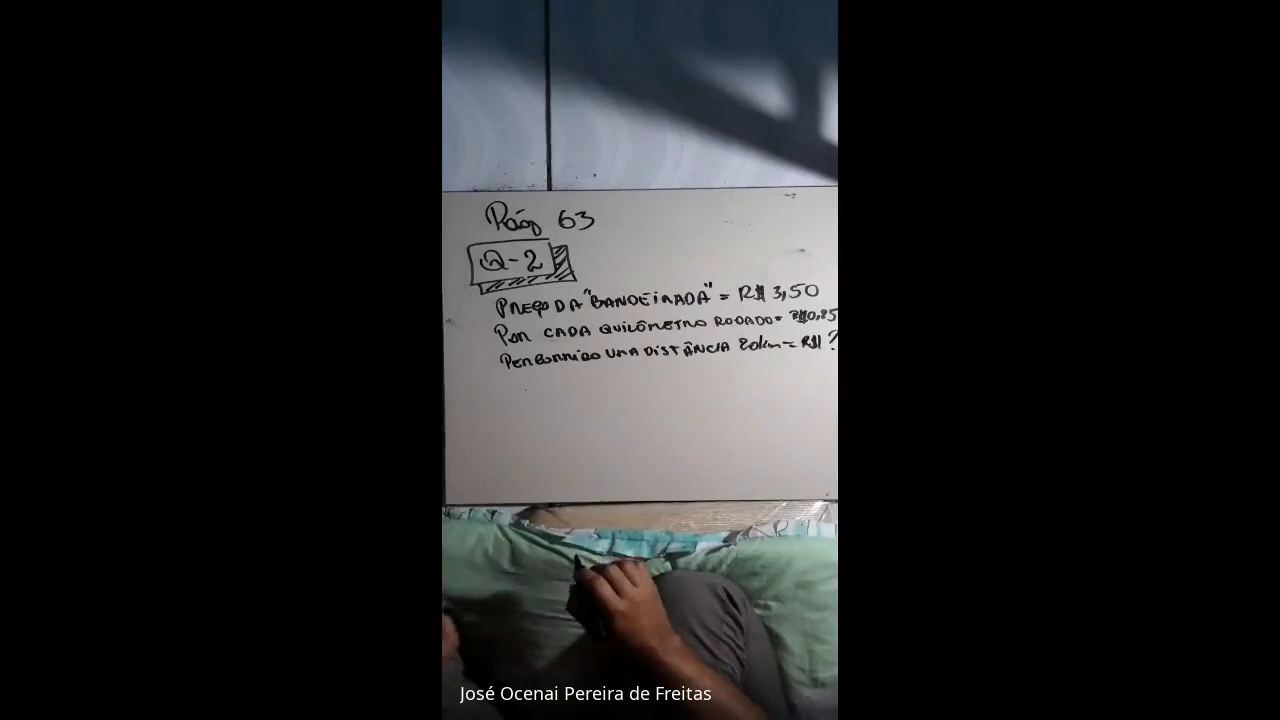 Pág 63
Q-2
PREÇO DA "BANDEIRADA" = R$ 3,50
POR CADA QUILÔMETRO RODADO = R$0,85
PERCORRIDO UMA DISTÂNCIA 20km = R$ ?
José Ocenai Pereira de Freitas